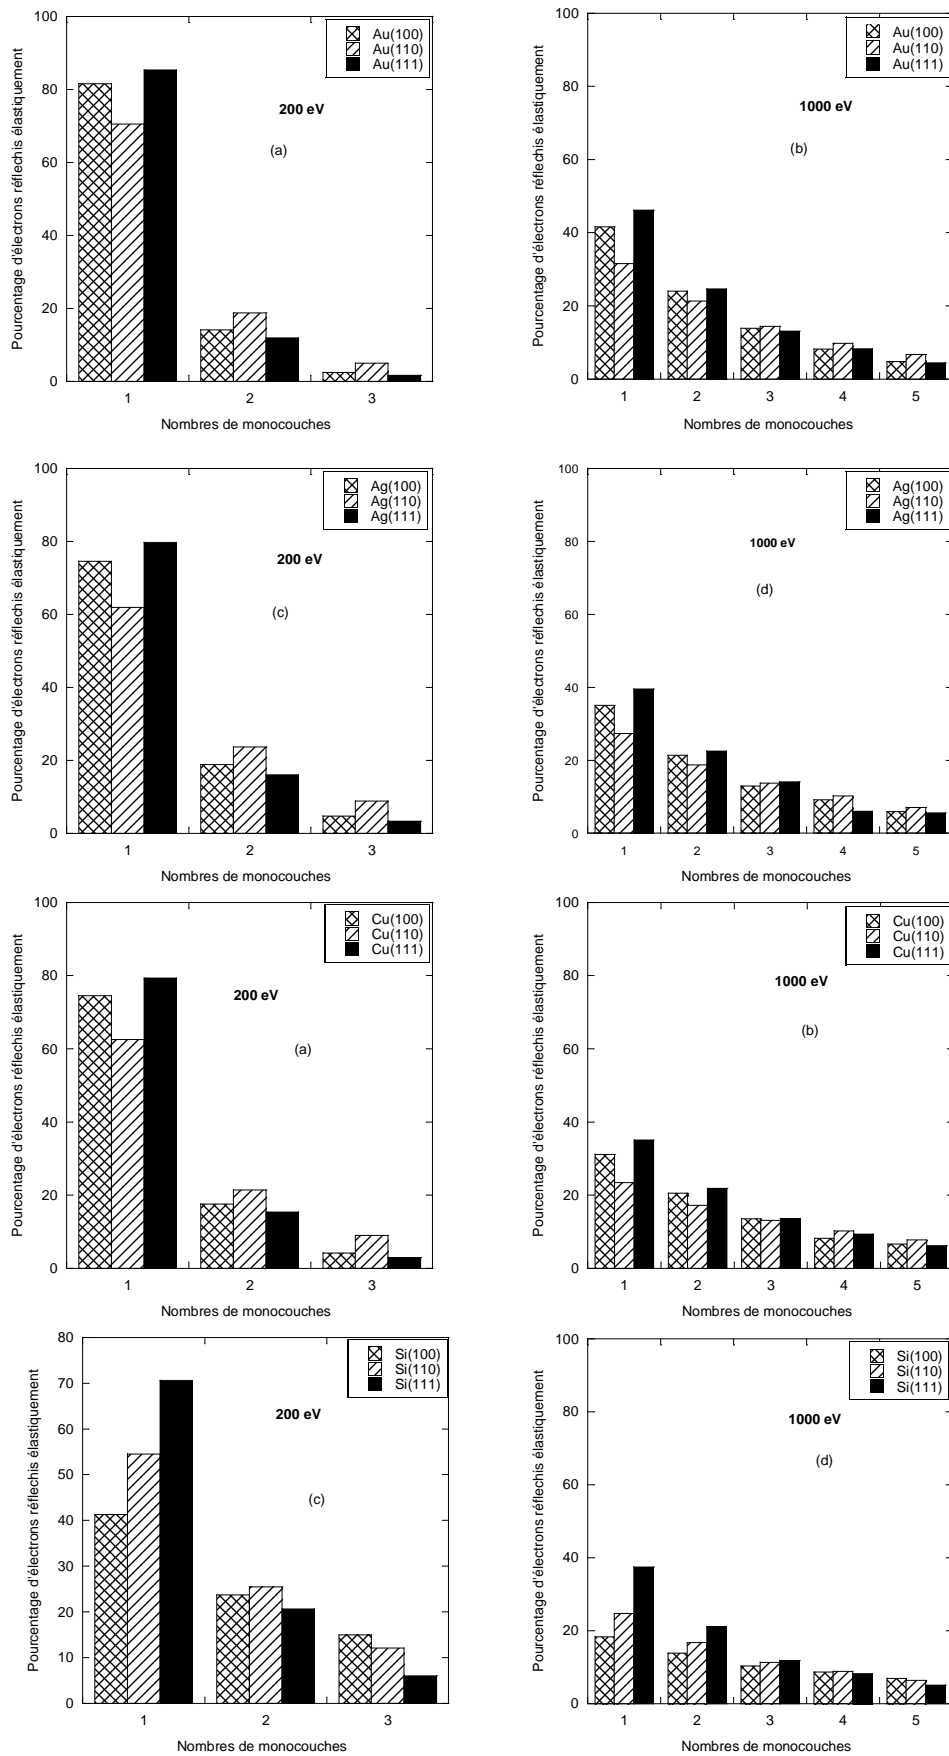 Pourcentage d'électrons réflechis élastiquement
100
80
60
40
20
0
Au(100)
Au(110)
Au(111)
200 eV
(a)
1 2 3
Nombres de monocouches
Pourcentage d'électrons réflechis élastiquement
100
80
60
40
20
0
Au(100)
Au(110)
Au(111)
1000 eV
(b)
1 2 3 4 5
Nombres de monocouches
Pourcentage d'électrons réflechis élastiquement
100
80
60
40
20
0
Ag(100)
Ag(110)
Ag(111)
200 eV
(c)
1 2 3
Nombres de monocouches
Pourcentage d'électrons réflechis élastiquement
100
80
60
40
20
0
Ag(100)
Ag(110)
Ag(111)
1000 eV
(d)
1 2 3 4 5
Nombres de monocouches
Pourcentage d'électrons réflechis élastiquement
100
80
60
40
20
0
Cu(100)
Cu(110)
Cu(111)
200 eV
(a)
1 2 3
Nombres de monocouches
Pourcentage d'électrons réflechis élastiquement
100
80
60
40
20
0
Cu(100)
Cu(110)
Cu(111)
1000 eV
(b)
1 2 3 4 5
Nombres de monocouches
Pourcentage d'électrons réflechis élastiquement
80
70
60
50
40
30
20
10
0
Si(100)
Si(110)
Si(111)
200 eV
(c)
1 2 3
Nombres de monocouches
Pourcentage d'électrons réflechis élastiquement
100
80
60
40
20
0
Si(100)
Si(110)
Si(111)
1000 eV
(d)
1 2 3 4 5
Nombres de monocouches